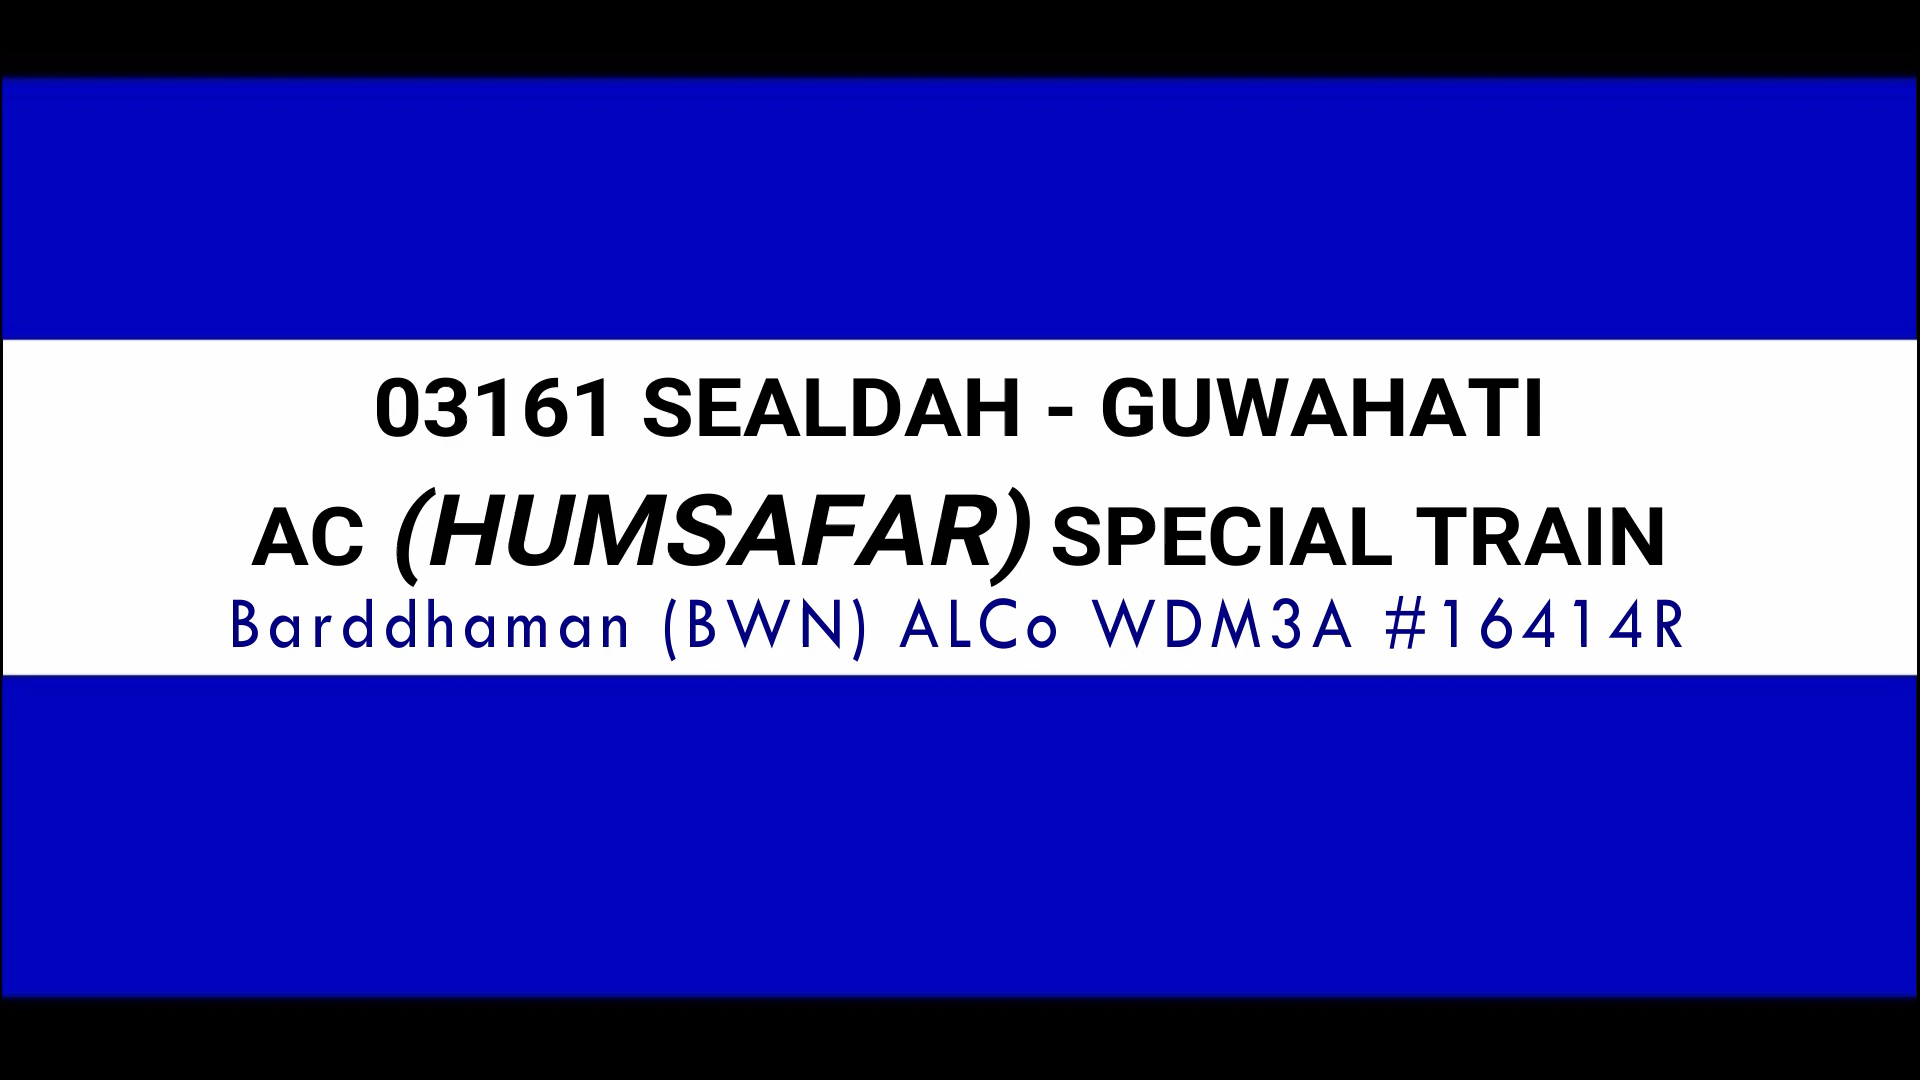 03161 SEALDAH - GUWAHATI
AC (HUMSAFAR) SPECIAL TRAIN
Barddhaman (BWN) ALCo WDM3A #16414R